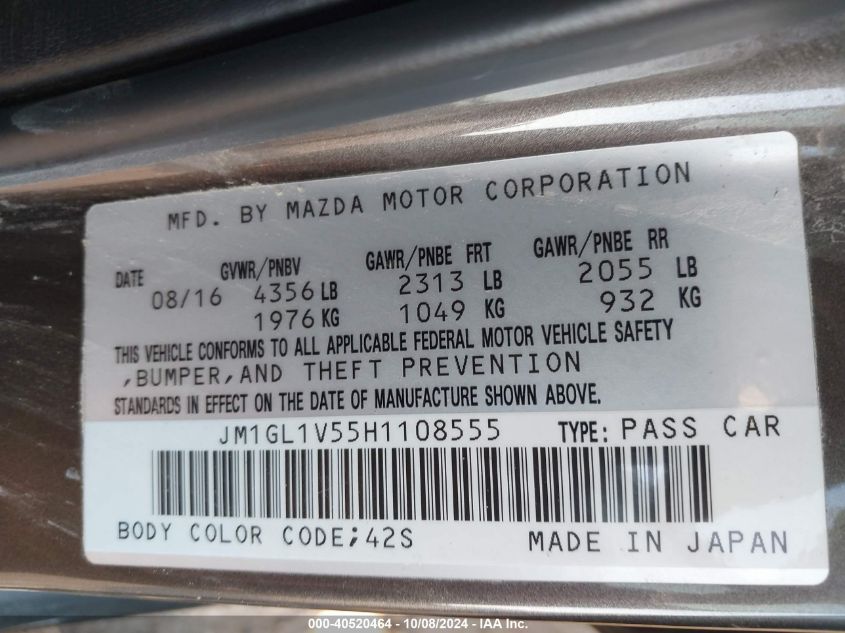 MFD. BY MAZDA MOTOR CORPORATION
DATE GVWR/PNBV GAWR/PNBE FRT GAWR/PNBE RR
08/16 4356 LB 2313 LB 2055 LB
1976 KG 1049 KG 932 KG
THIS VEHICLE CONFORMS TO ALL APPLICABLE FEDERAL MOTOR VEHICLE SAFETY
,BUMPER,AND THEFT PREVENTION
STANDARDS IN EFFECT ON THE DATE OF MANUFACTURE SHOWN ABOVE.
JM1GL1V55H1108555 TYPE: PASS CAR
BODY COLOR CODE;42S MADE IN JAPAN
000-40520464 - 10/08/2024 - IAA Inc.